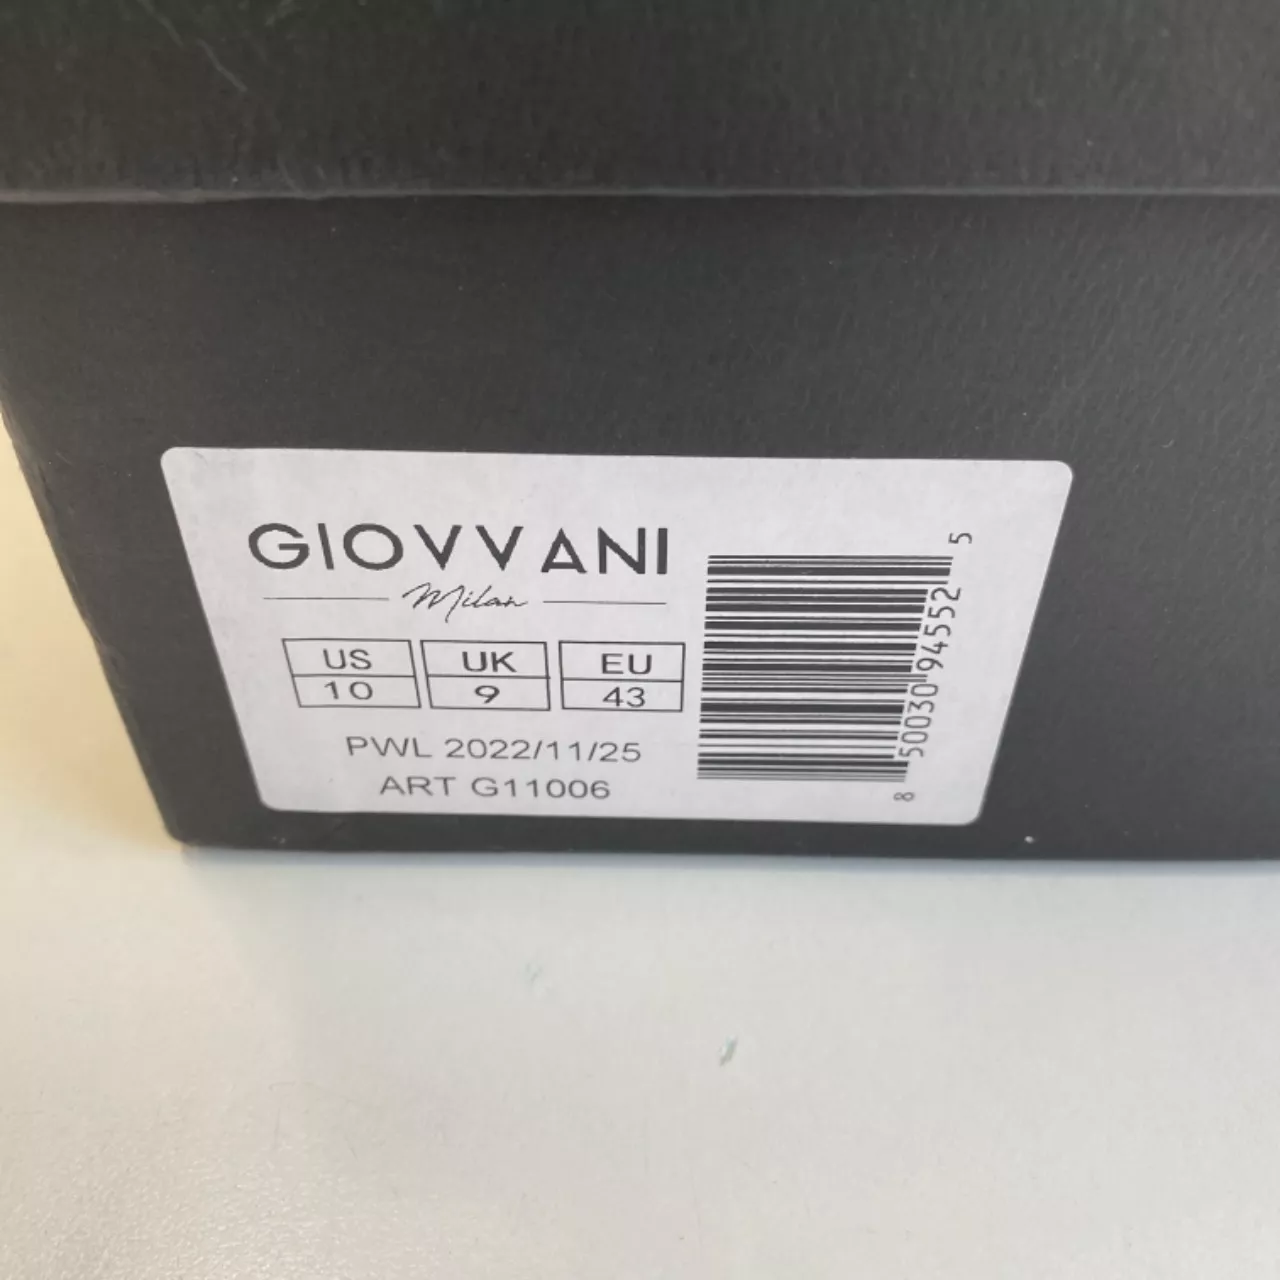 GIOVVANI
Milan
US UK EU
10 9 43
PWL 2022/11/25
ART G11006
8 50030 94552 5